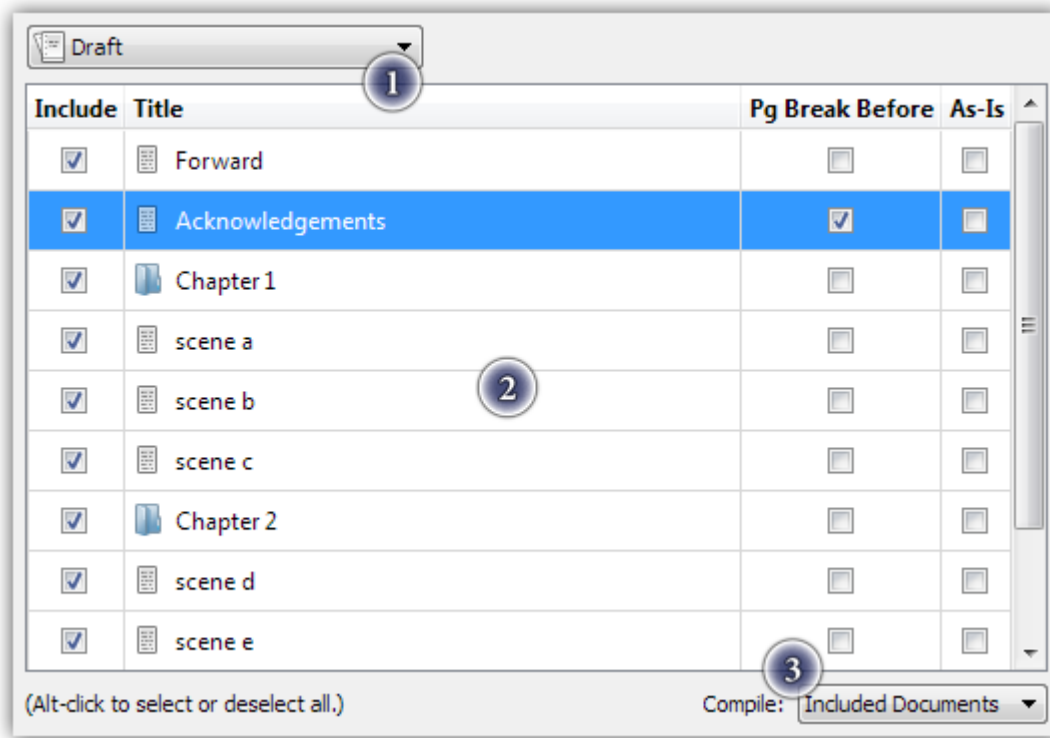 Draft
1
Include Title Pg Break Before As-Is
Forward
Acknowledgements
Chapter 1
scene a
scene b
2
scene c
Chapter 2
scene d
scene e
3
(Alt-click to select or deselect all.) Compile: Included Documents